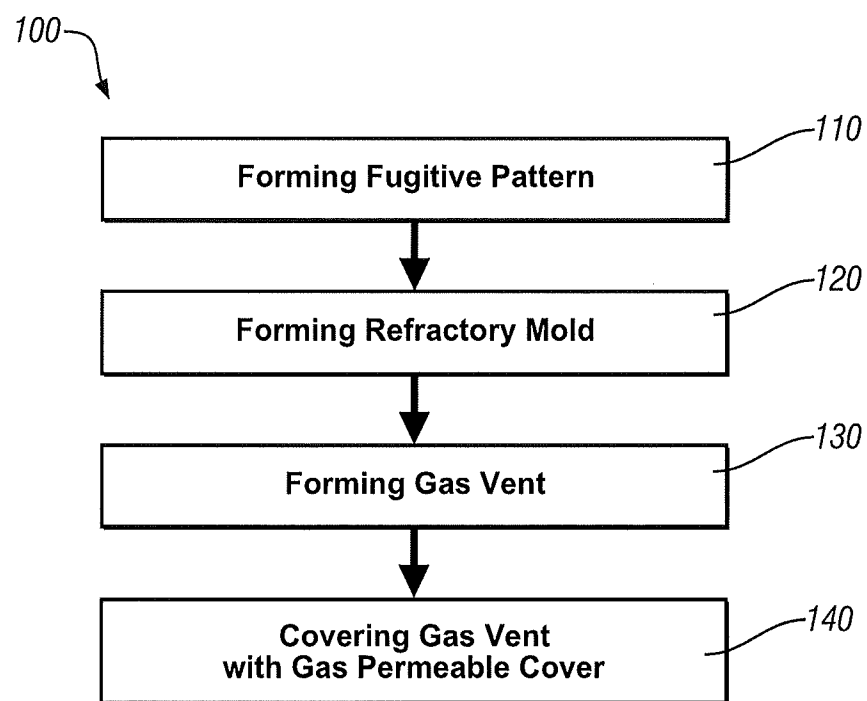 100
110
Forming Fugitive Pattern
120
Forming Refractory Mold
130
Forming Gas Vent
140
Covering Gas Vent
with Gas Permeable Cover